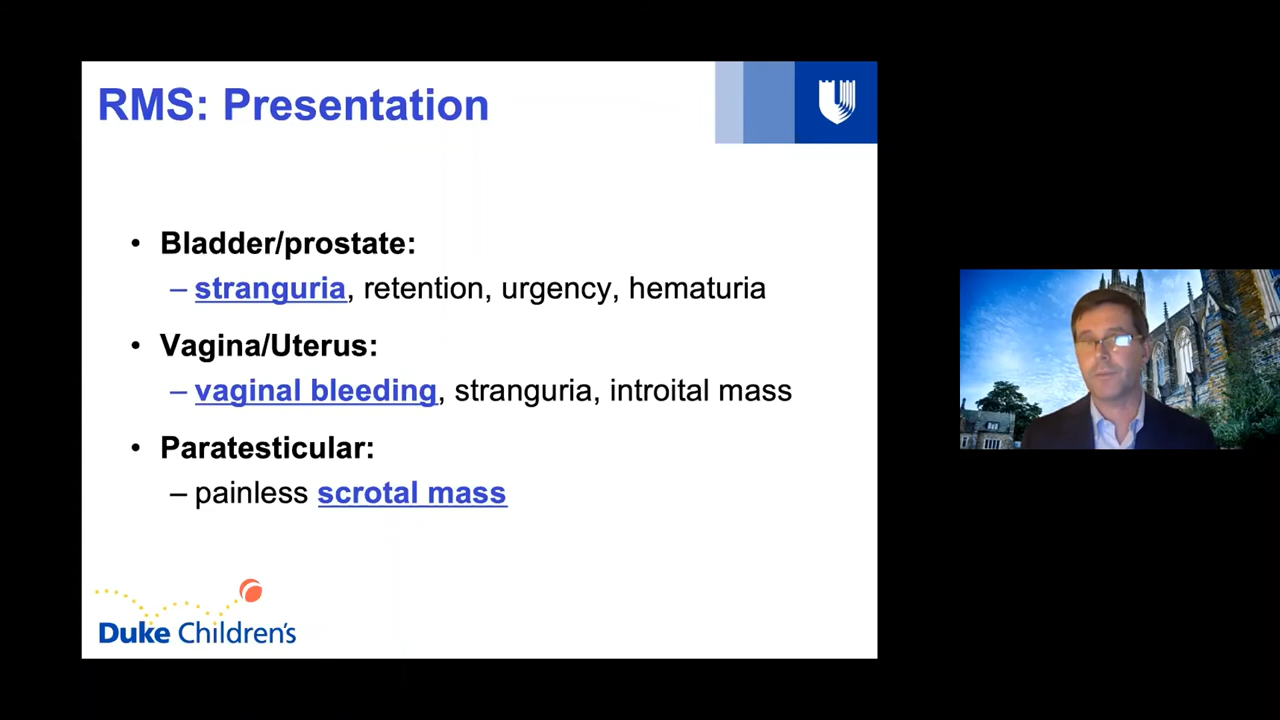 RMS: Presentation
• Bladder/prostate:
– stranguria, retention, urgency, hematuria
• Vagina/Uterus:
– vaginal bleeding, stranguria, introital mass
• Paratesticular:
– painless scrotal mass
Duke Children's